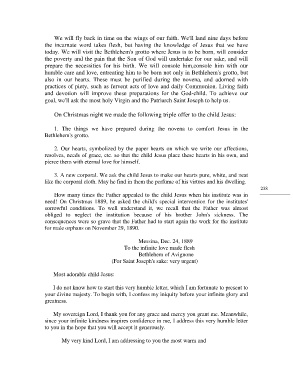 We will fly back in time on the wings of our faith. We'll land nine days before
the Incarnate word takes flesh, but having the knowledge of Jesus that we have
today. We will visit the Bethlehem's grotto where Jesus is to be born, will consider
the poverty and the pain that the Son of God will undertake for our sake, and will
prepare the necessities for his birth. We will console him,console him with our
humble care and love, entreating him to be born not only in Bethlehem's grotto, but
also in our hearts. These must be purified during the novena, and adorned with
practices of piety, such as fervent acts of love and daily Communion. Living faith
and devotion will improve these preparations for the God-child. To achieve our
goal, we'll ask the most holy Virgin and the Patriarch Saint Joseph to help us.
On Christmas night we made the following triple offer to the child Jesus:
1. The things we have prepared during the novena to comfort Jesus in the
Bethlehem's grotto.
2. Our hearts, symbolized by the paper hearts on which we write our affections,
resolves, needs of grace, etc. so that the child Jesus place these hearts in his own, and
pierce them with eternal love for himself.
3. A new corporal. We ask the child Jesus to make our hearts pure, white, and neat
like the corporal cloth. May he find in them the perfume of his virtues and his dwelling.
238
How many times the Father appealed to the child Jesus when his institute was in
need! On Christmas 1889, he asked the child's special intervention for the institutes'
sorrowful conditions. To well understand it, we recall that the Father was almost
obliged to neglect the institution because of his brother John's sickness. The
consequences were so grave that the Father had to start again the work for the institute
for male orphans on November 29, 1890.
Messina, Dec. 24, 1889
To the infinite love made flesh
Bethlehem of Avignone
(For Saint Joseph's sake: very urgent)
Most adorable child Jesus:
I do not know how to start this very humble letter, which I am fortunate to present to
your divine majesty. To begin with, I confess my iniquity before your infinite glory and
greatness.
My sovereign Lord, I thank you for any grace and mercy you grant me. Meanwhile,
since your infinite kindness inspires confidence in me, I address this very humble letter
to you in the hope that you will accept it generously.
My very kind Lord, I am addressing to you the most warm and